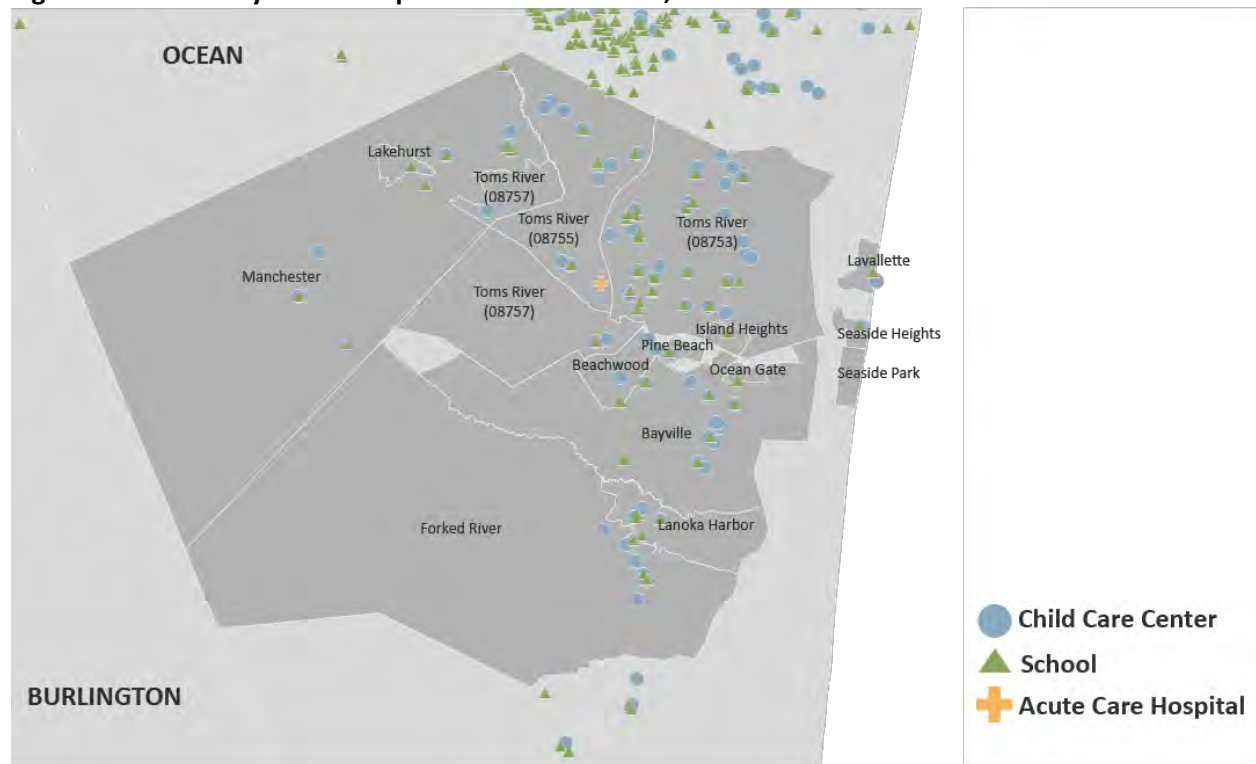 OCEAN
Lakehurst
Toms River
(08757)
Toms River
(08755)
Toms River
(08753)
Manchester
Lavallette
Toms River
(08757)
Island Heights
Seaside Heights
Pine Beach
Beachwood
Ocean Gate
Seaside Park
Bayville
Forked River
Lanoka Harbor
BURLINGTON
Child Care Center
School
Acute Care Hospital